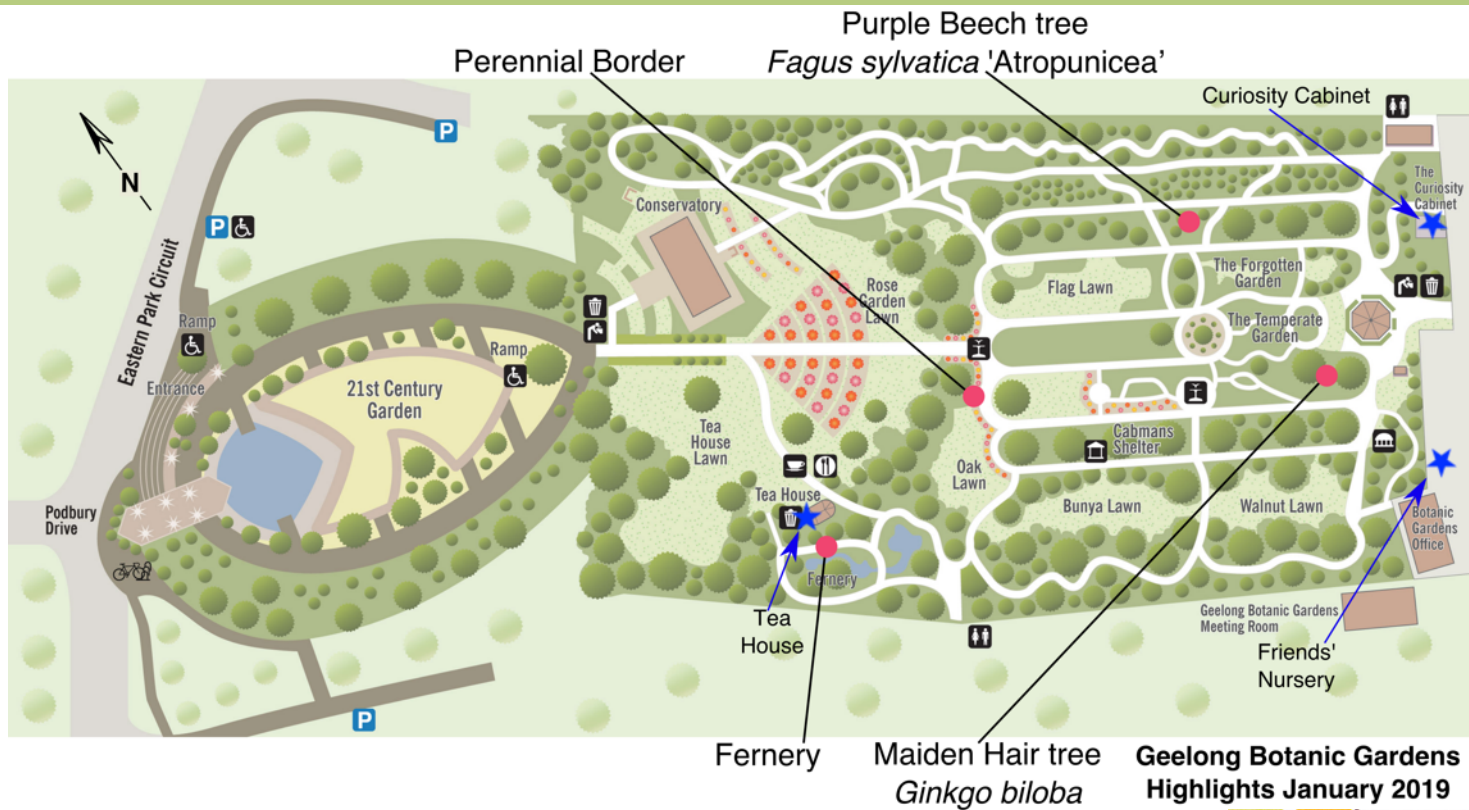 Purple Beech tree
Perennial Border
Fagus sylvatica 'Atropunicea'
Curiosity Cabinet
P
N
Conservatory
The
Curiosity
Cabinet
P
Eastern Park Circuit
Rose
Garden
Lawn
Flag Lawn
The Forgotten
Garden
Ramp
The Temperate
Garden
Ramp
Entrance
21st Century
Garden
Tea
House
Lawn
Cabmans
Shelter
Oak
Lawn
Tea House
Bunya Lawn
Walnut Lawn
Podbury
Drive
Botanic
Gardens
Office
Fernery
Geelong Botanic Gardens
Meeting Room
Tea
House
Friends'
Nursery
P
Fernery
Maiden Hair tree
Ginkgo biloba
Geelong Botanic Gardens
Highlights January 2019